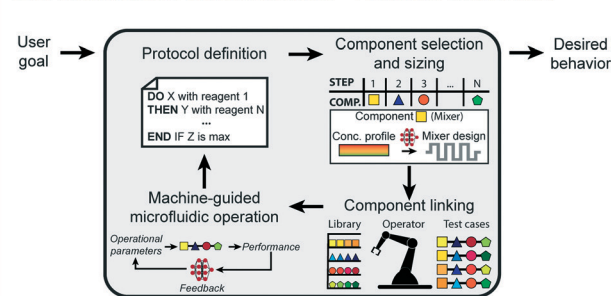 User
goal
Protocol definition
DO X with reagent 1
THEN Y with reagent N
...
END IF Z is max
Component selection
and sizing
STEP 1 2 3 ... N
COMP.
Component (Mixer)
Conc. profile Mixer design
Desired
behavior
Component linking
Library Operator Test cases
Machine-guided
microfluidic operation
Operational
parameters
Performance
Feedback